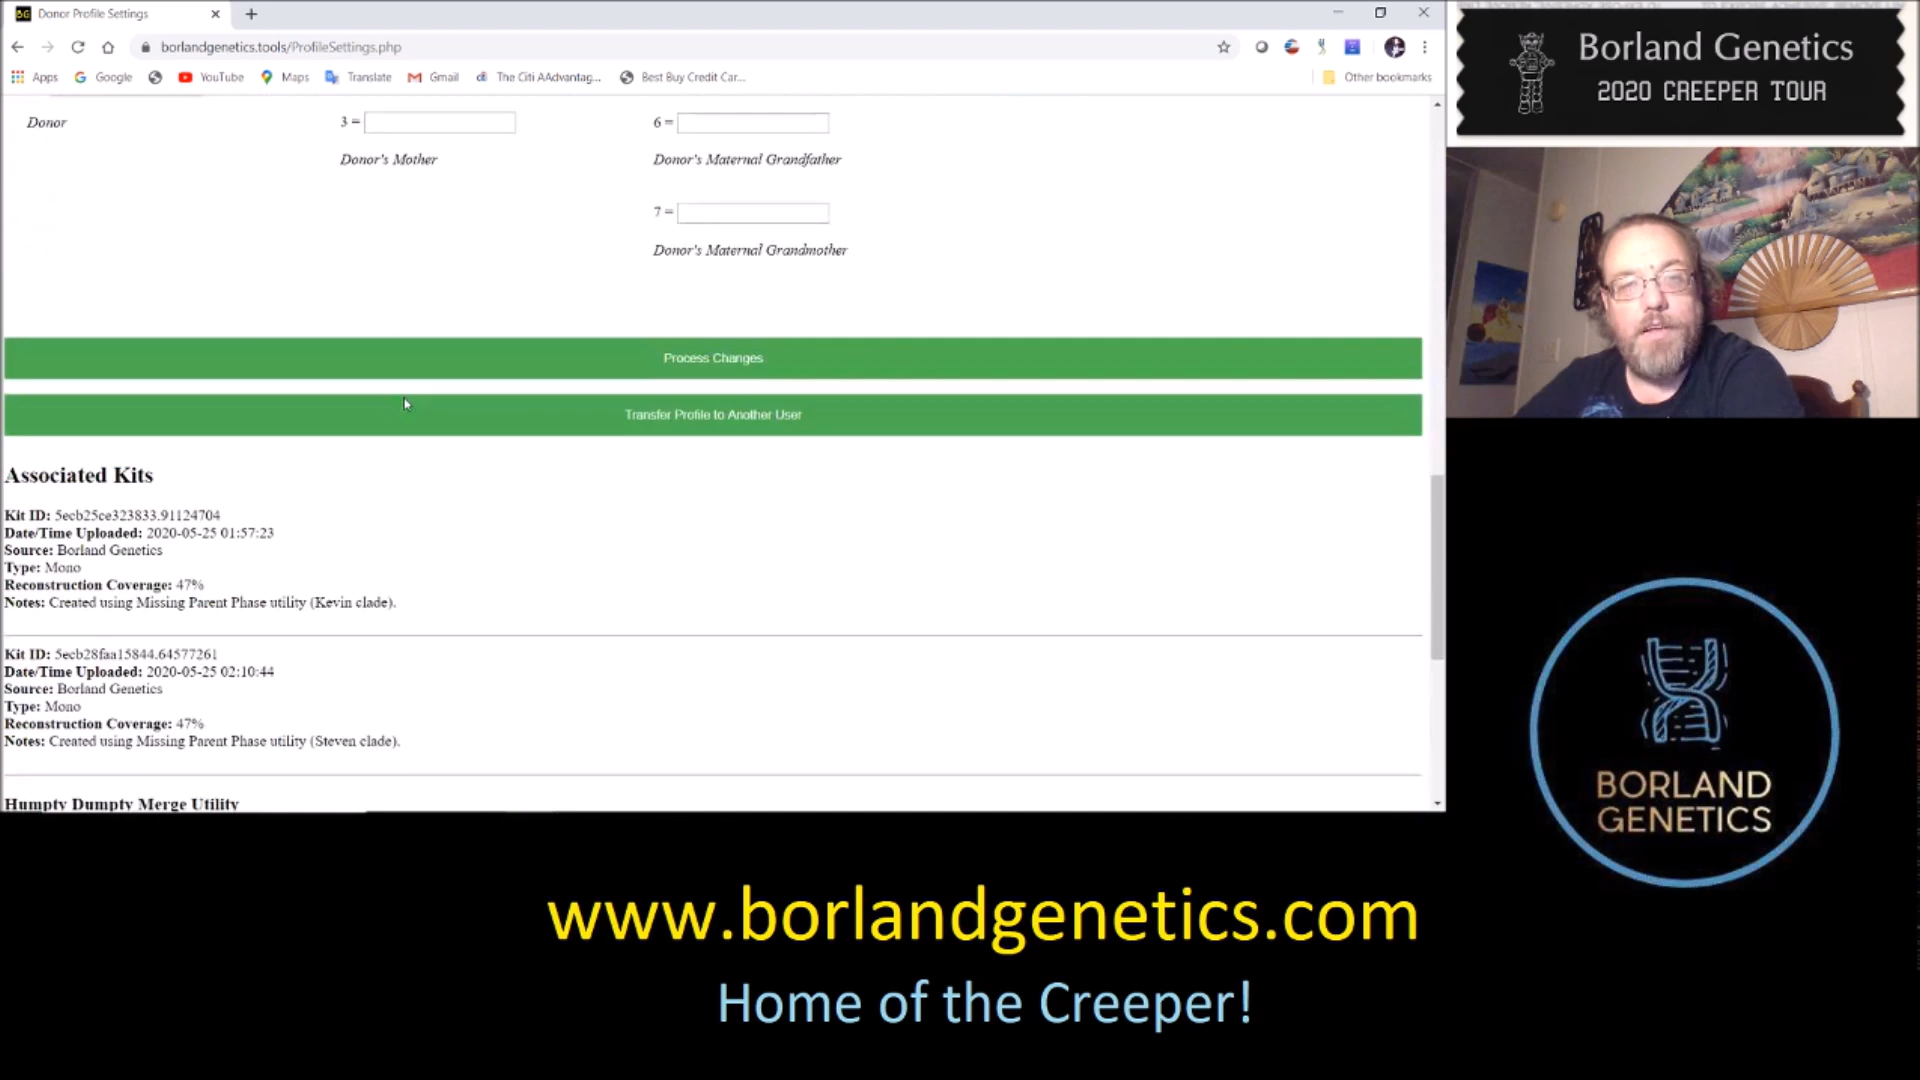 Donor Profile Settings
borlandgenetics.tools/ProfileSettings.php
Apps Google YouTube Maps Translate Gmail The Citi AAdvantag... Best Buy Credit Car... Other bookmarks
Donor 3 = 6 =
Donor's Mother Donor's Maternal Grandfather
7 =
Donor's Maternal Grandmother
Process Changes
Transfer Profile to Another User
Associated Kits
Kit ID: 5ecb25ce323833.91124704
Date/Time Uploaded: 2020-05-25 01:57:23
Source: Borland Genetics
Type: Mono
Reconstruction Coverage: 47%
Notes: Created using Missing Parent Phase utility (Kevin clade).
Kit ID: 5ecb28faa15844.64577261
Date/Time Uploaded: 2020-05-25 02:10:44
Source: Borland Genetics
Type: Mono
Reconstruction Coverage: 47%
Notes: Created using Missing Parent Phase utility (Steven clade).
Humpty Dumpty Merge Utility
Borland Genetics
2020 CREEPER TOUR
BORLAND
GENETICS
www.borlandgenetics.com
Home of the Creeper!